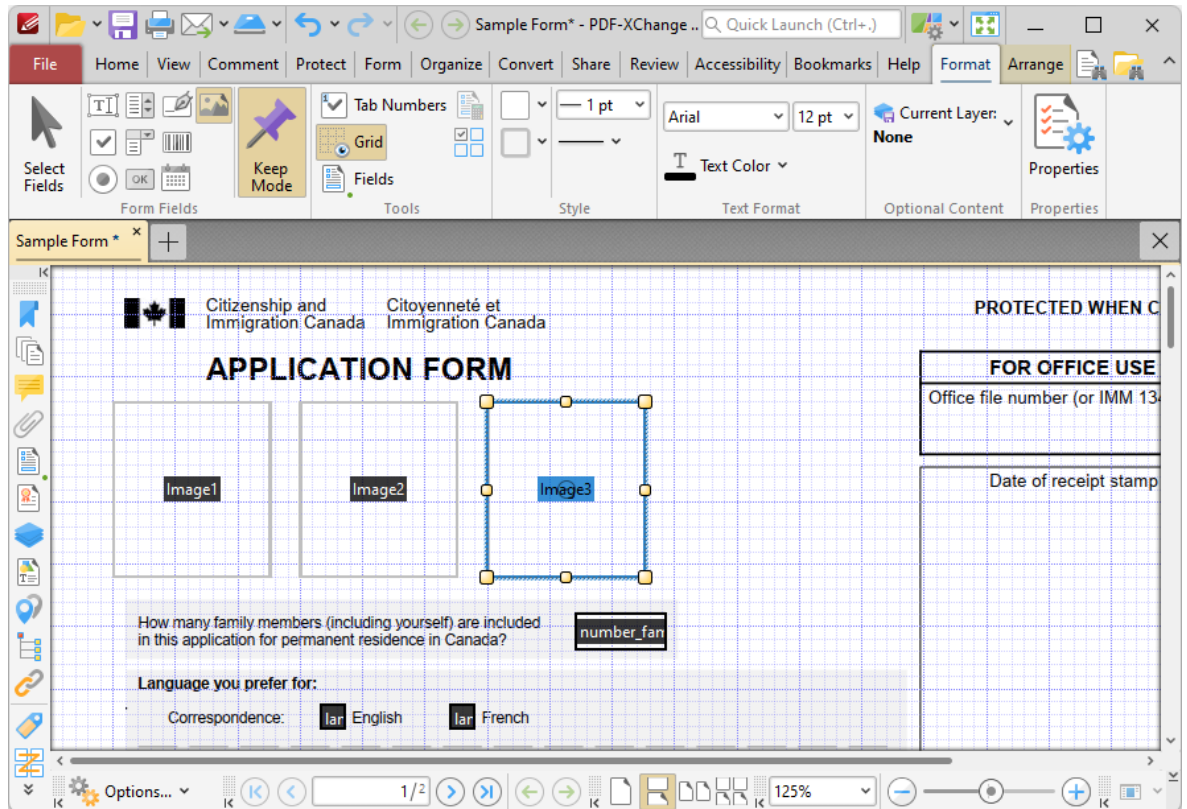 Sample Form* - PDF-XChange ..
Quick Launch (Ctrl+.)
File Home View Comment Protect Form Organize Convert Share Review Accessibility Bookmarks Help Format Arrange
Select Fields
OK
Form Fields
Keep Mode
Tab Numbers
Grid
Fields
Tools
1 pt
Style
Arial
12 pt
T Text Color
Text Format
Current Layer:
None
Optional Content
Properties
Properties
Sample Form *
Citizenship and Citoyenneté et
Immigration Canada Immigration Canada
PROTECTED WHEN C
APPLICATION FORM
FOR OFFICE USE
Office file number (or IMM 134
Image1
Image2
Image3
Date of receipt stamp
How many family members (including yourself) are included
in this application for permanent residence in Canada?
number_fam
Language you prefer for:
Correspondence: lar English lar French
Options...
1/2
125%